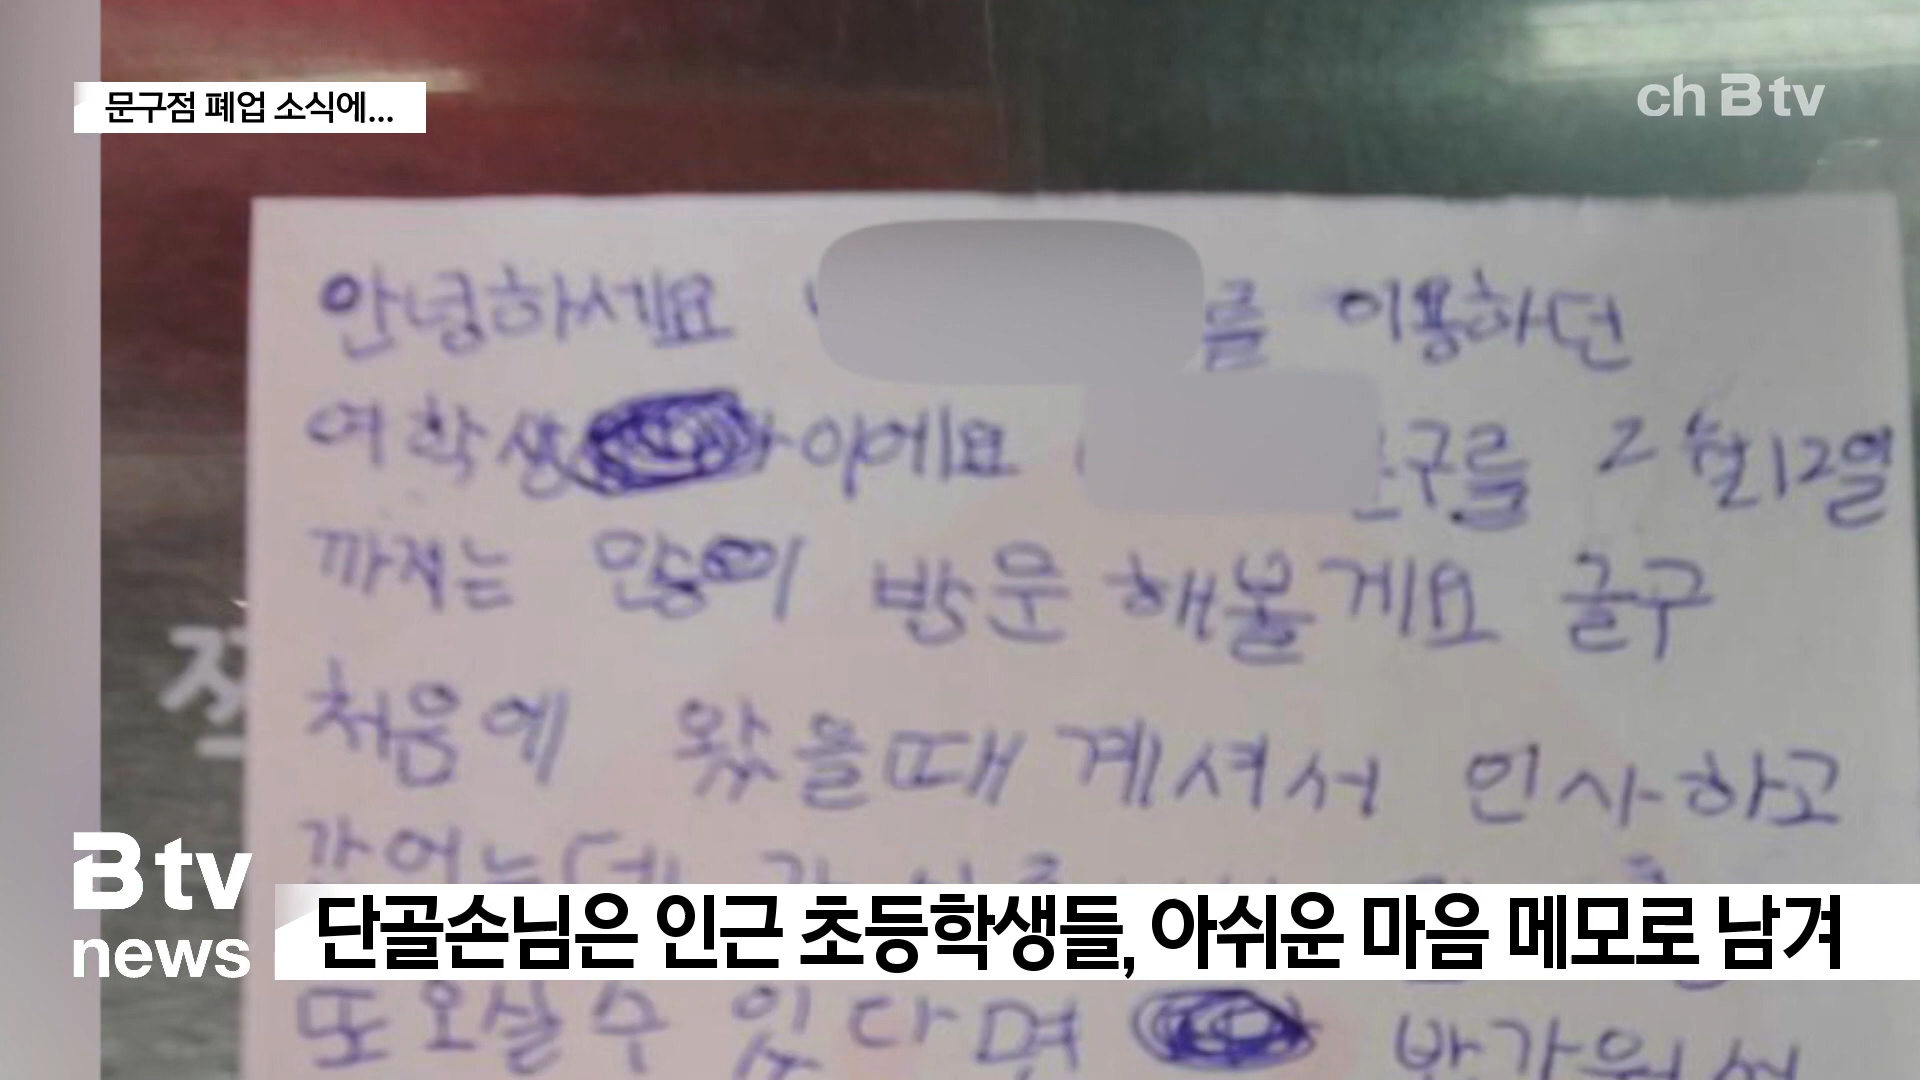 문구점 폐업 소식에...
ch B tv
안녕하세요 를 이용하던
여학생 이에요 구를 2월12일
까지는 많이 방문해볼게요 글구
처음에 왔을때 계셔서 인사하고
B tv
news
단골손님은 인근 초등학생들, 아쉬운 마음 메모로 남겨
또 오실 수 있다면